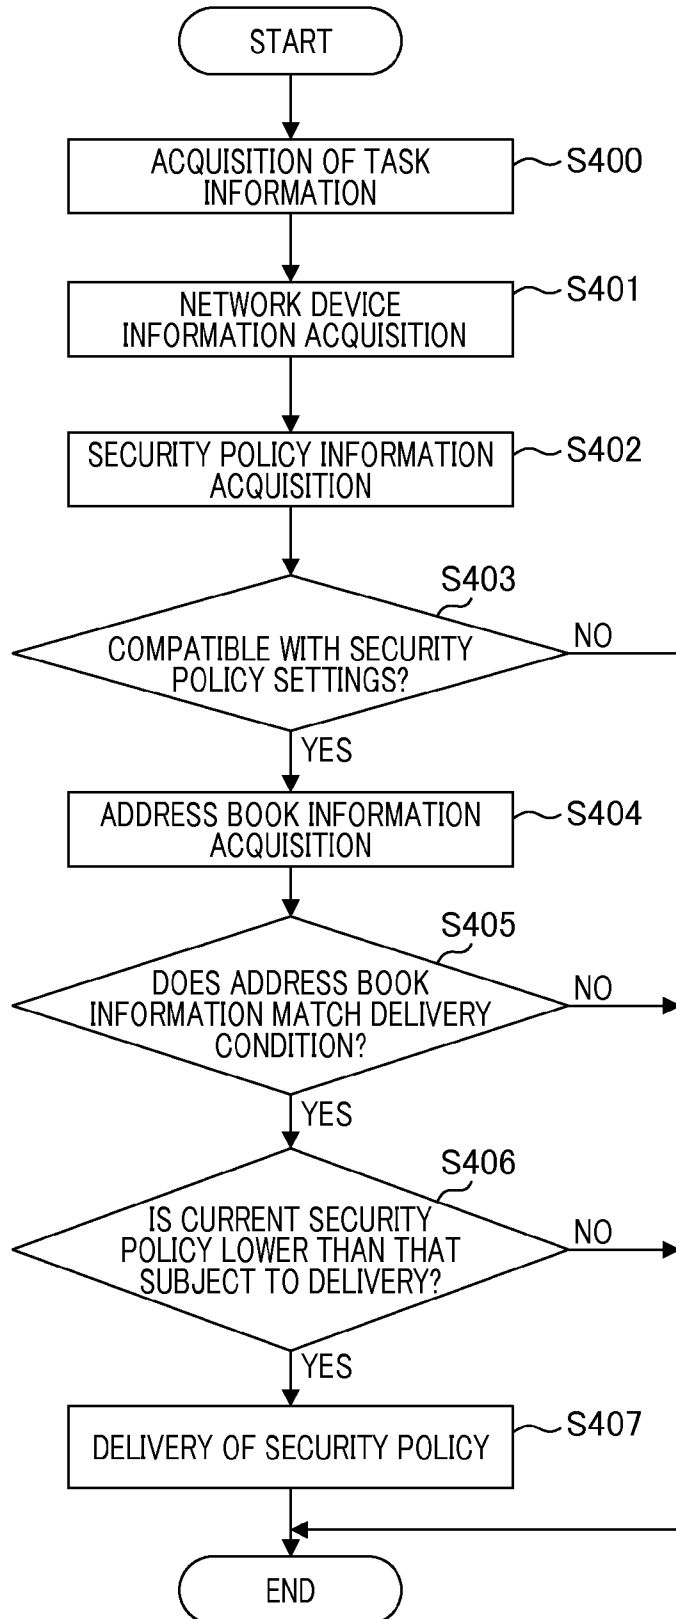 START
ACQUISITION OF TASK
INFORMATION
S400
NETWORK DEVICE
INFORMATION ACQUISITION
S401
SECURITY POLICY INFORMATION
ACQUISITION
S402
S403
COMPATIBLE WITH SECURITY
POLICY SETTINGS?
NO
YES
ADDRESS BOOK INFORMATION
ACQUISITION
S404
S405
DOES ADDRESS BOOK
INFORMATION MATCH DELIVERY
CONDITION?
NO
YES
S406
IS CURRENT SECURITY
POLICY LOWER THAN THAT
SUBJECT TO DELIVERY?
NO
YES
DELIVERY OF SECURITY POLICY
S407
END